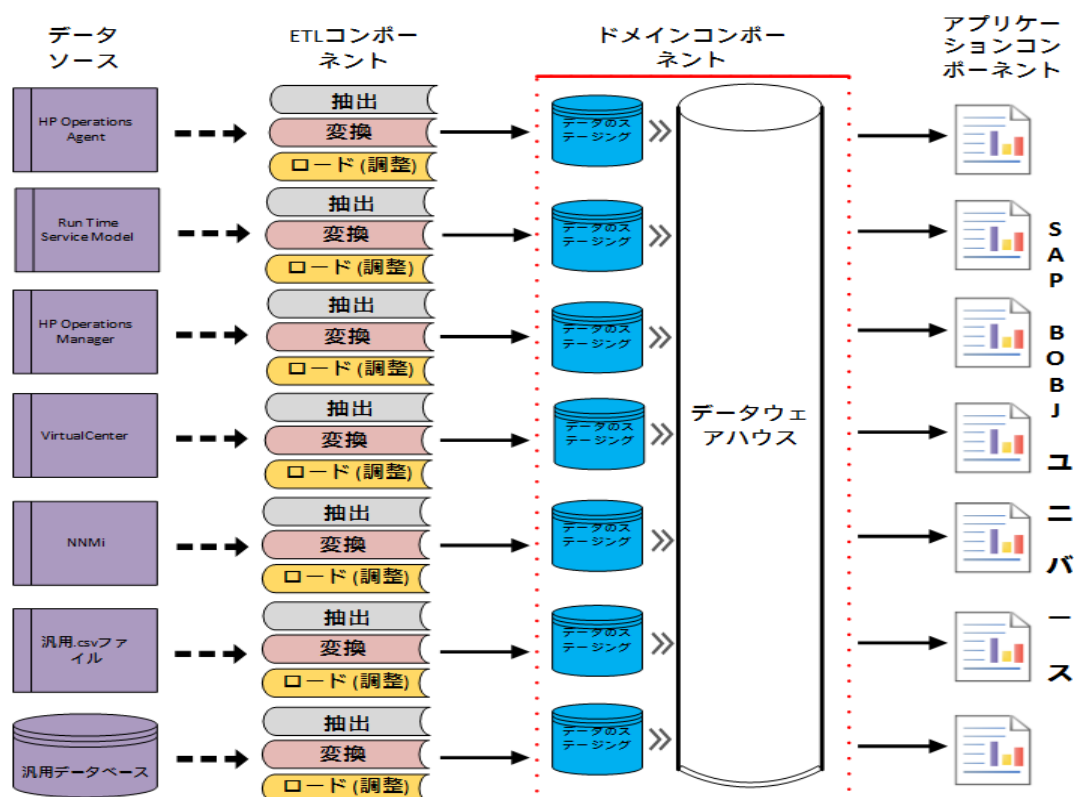 データ
ソース
ETLコンポー
ネント
ドメインコンポー
ネント
アプリケー
ションコン
ポーネント
HP Operations
Agent
抽出
変換
ロード (調整)
データのス
テージング
Run Time
Service Model
抽出
変換
ロード (調整)
データのス
テージング
HP Operations
Manager
抽出
変換
ロード (調整)
データのス
テージング
VirtualCenter
抽出
変換
ロード (調整)
データのス
テージング
NNMi
抽出
変換
ロード (調整)
データのス
テージング
汎用.csvファ
イル
抽出
変換
ロード (調整)
データのス
テージング
汎用データベース
抽出
変換
ロード (調整)
データのス
テージング
データウェ
アハウス
SAP BOBJ ユニバース